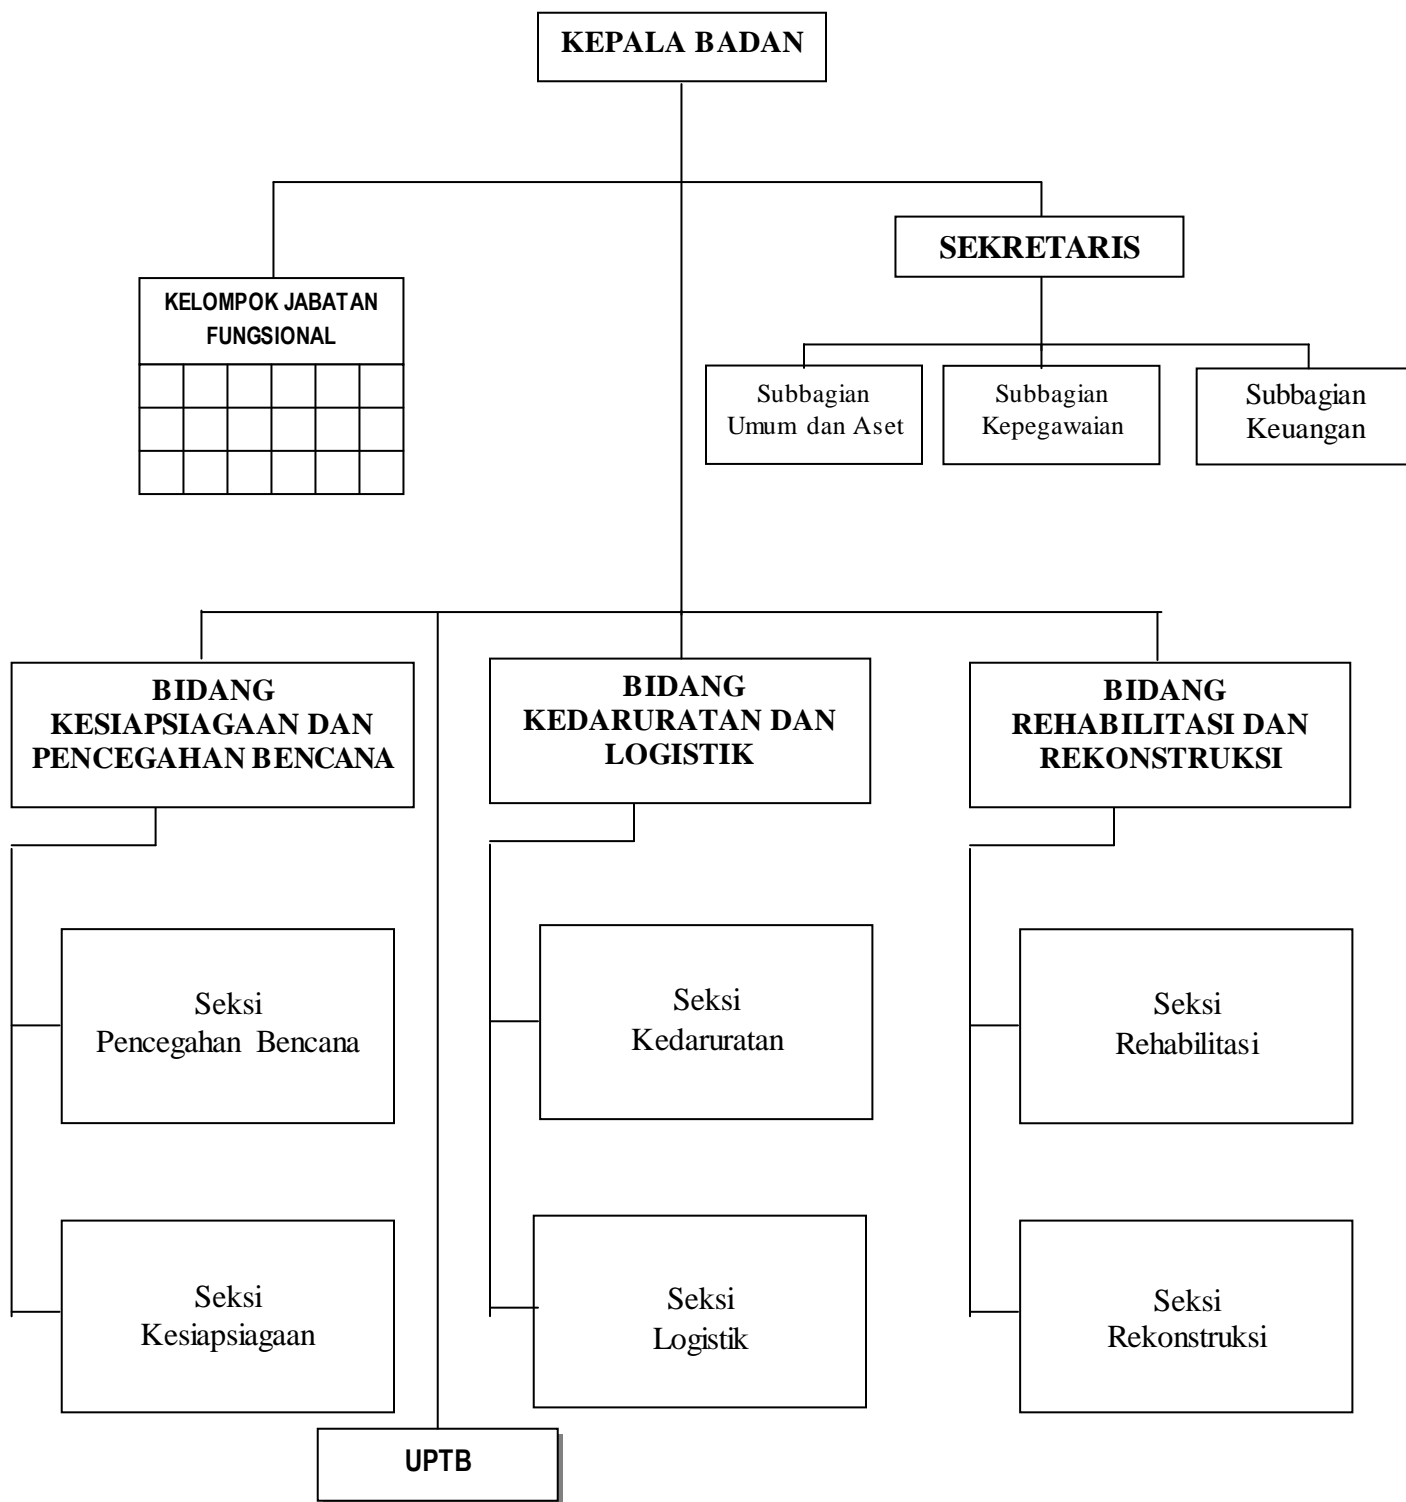 KEPALA BADAN
SEKRETARIS
KELOMPOK JABATAN
FUNGSIONAL
Subbagian
Umum dan Aset
Subbagian
Kepegawaian
Subbagian
Keuangan
BIDANG
KESIAPSIAGAAN DAN
PENCEGAHAN BENCANA
BIDANG
KEDARURATAN DAN
LOGISTIK
BIDANG
REHABILITASI DAN
REKONSTRUKSI
Seksi
Pencegahan Bencana
Seksi
Kedaruratan
Seksi
Rehabilitasi
Seksi
Kesiapsiagaan
Seksi
Logistik
Seksi
Rekonstruksi
UPTB